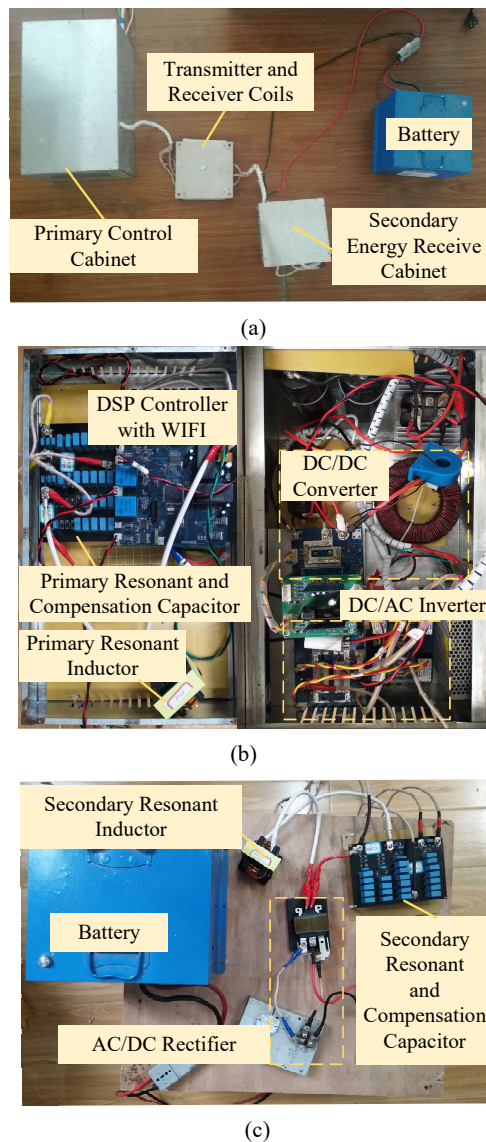 Transmitter and
Receiver Coils
Battery
Primary Control
Cabinet
Secondary
Energy Receive
Cabinet
(a)
DSP Controller
with WIFI
DC/DC
Converter
Primary Resonant and
Compensation Capacitor
DC/AC Inverter
Primary Resonant
Inductor
(b)
Secondary Resonant
Inductor
Battery
Secondary
Resonant
and
Compensation
Capacitor
AC/DC Rectifier
(c)